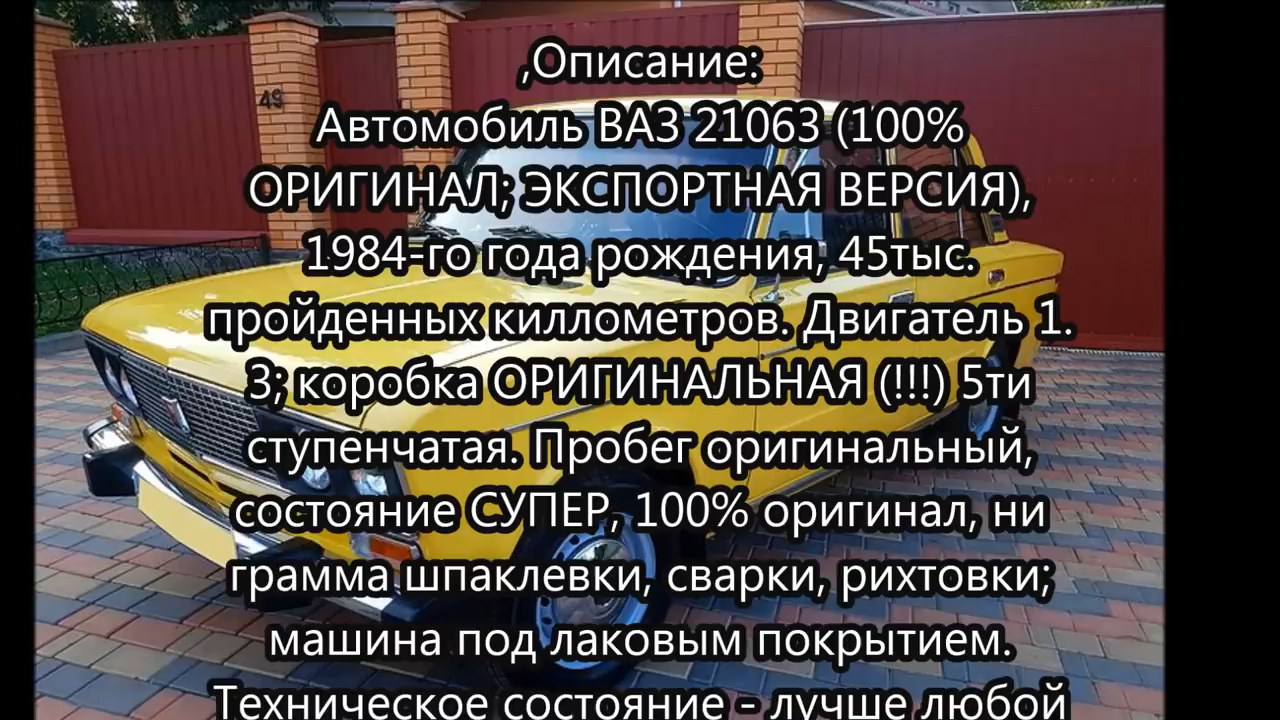 49
,Описание:
Автомобиль ВАЗ 21063 (100%
ОРИГИНАЛ; ЭКСПОРТНАЯ ВЕРСИЯ),
1984-го года рождения, 45тыс.
пройденных киллометров. Двигатель 1.
3; коробка ОРИГИНАЛЬНАЯ (!!!) 5ти
ступенчатая. Пробег оригинальный,
состояние СУПЕР, 100% оригинал, ни
грамма шпаклевки, сварки, рихтовки;
машина под лаковым покрытием.
Техническое состояние - лучше любой